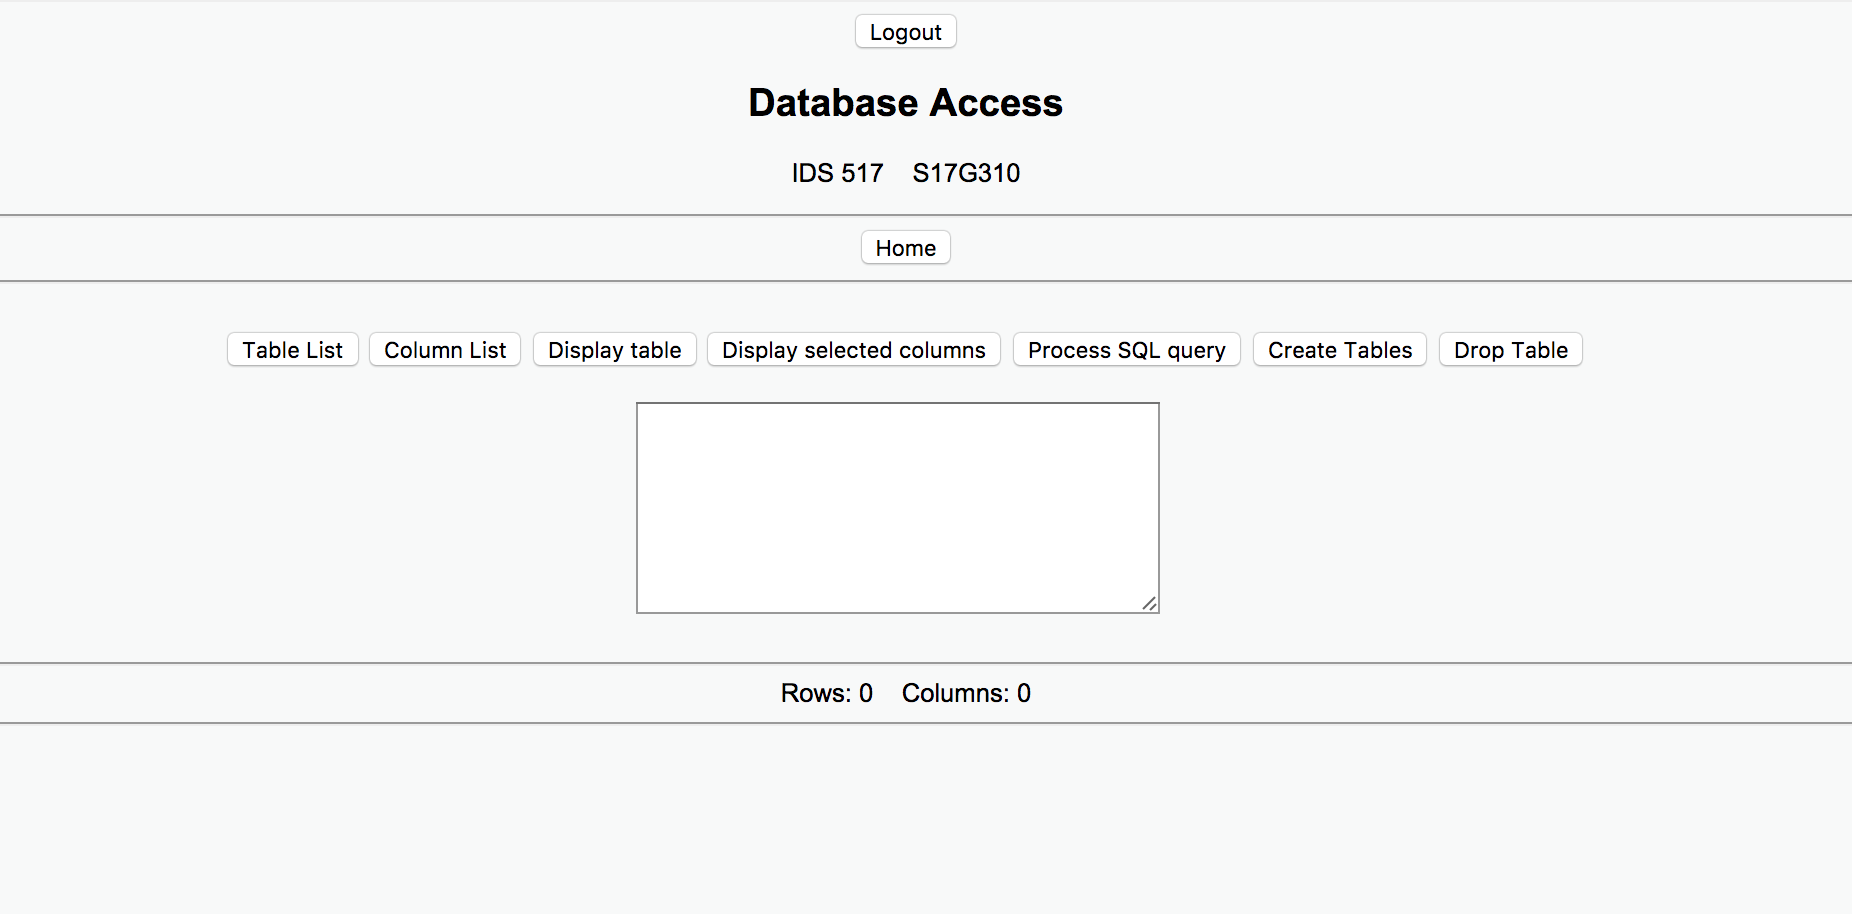 Logout
Database Access
IDS 517 S17G310
Home
Table List Column List Display table Display selected columns Process SQL query Create Tables Drop Table
Rows: 0 Columns: 0